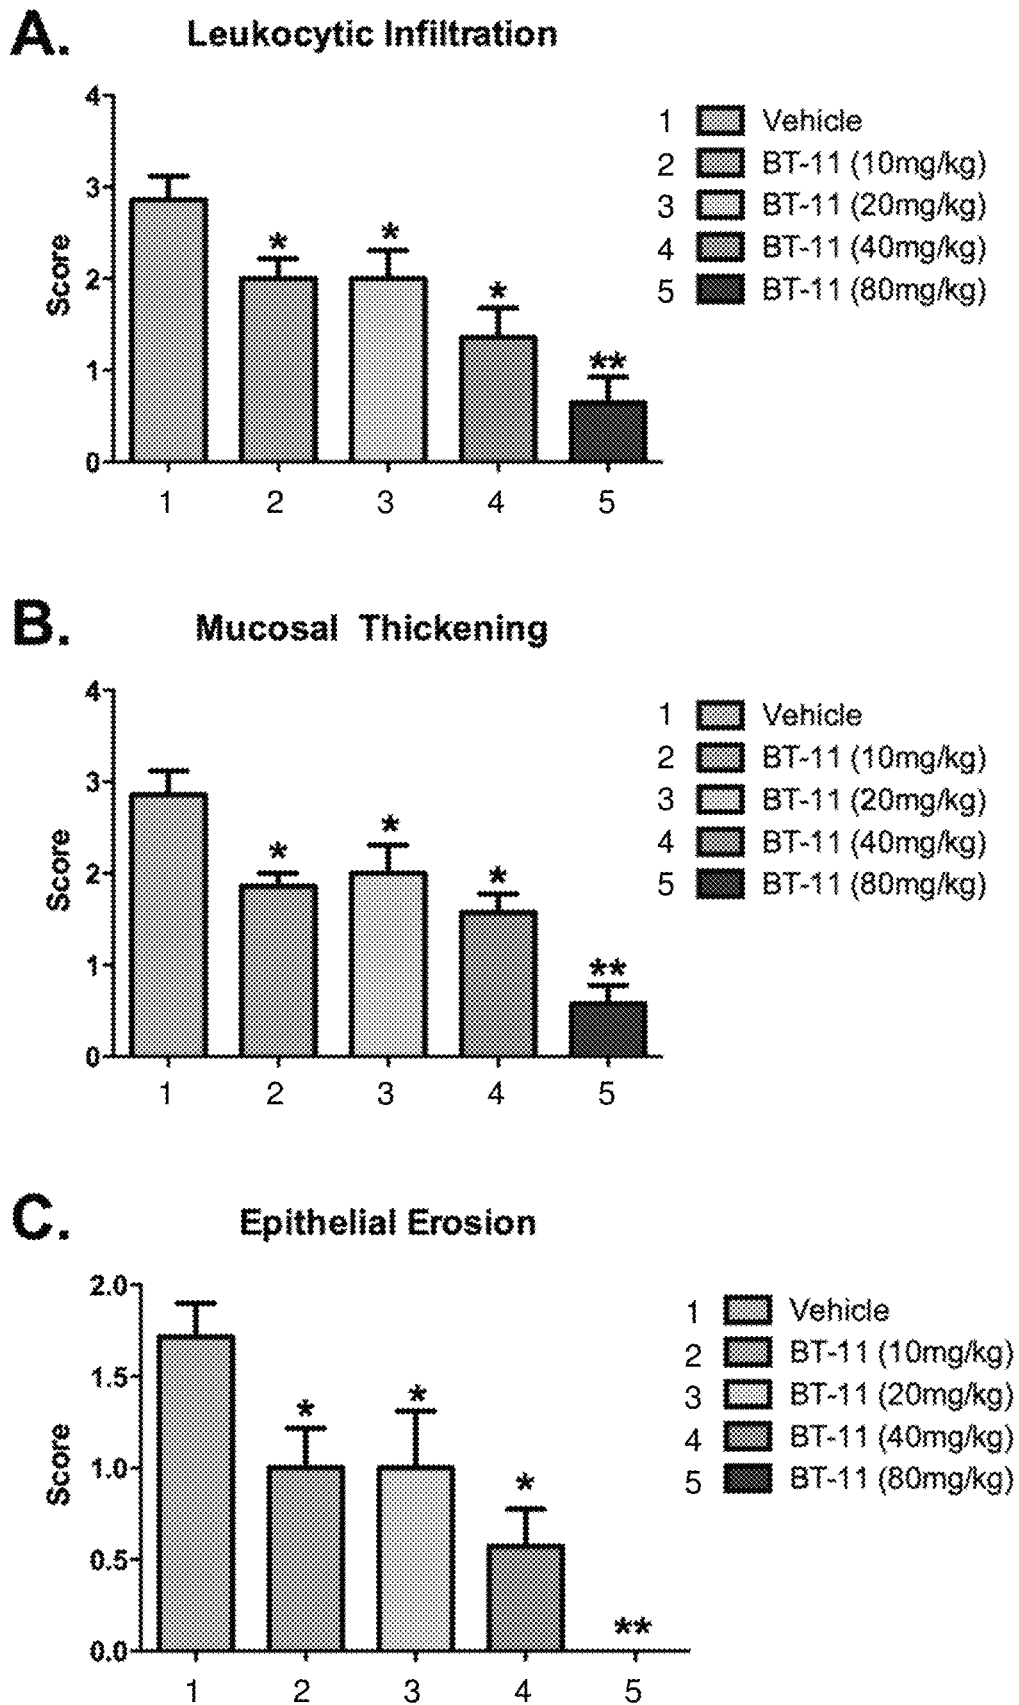 A.
Leukocytic Infiltration
4
3
2
1
0
Score
*
*
*
**
1 2 3 4 5
1 Vehicle
2 BT-11 (10mg/kg)
3 BT-11 (20mg/kg)
4 BT-11 (40mg/kg)
5 BT-11 (80mg/kg)
B.
Mucosal Thickening
4
3
2
1
0
Score
*
*
*
**
1 2 3 4 5
1 Vehicle
2 BT-11 (10mg/kg)
3 BT-11 (20mg/kg)
4 BT-11 (40mg/kg)
5 BT-11 (80mg/kg)
C.
Epithelial Erosion
2.0
1.5
1.0
0.5
0.0
Score
*
*
*
**
1 2 3 4 5
1 Vehicle
2 BT-11 (10mg/kg)
3 BT-11 (20mg/kg)
4 BT-11 (40mg/kg)
5 BT-11 (80mg/kg)